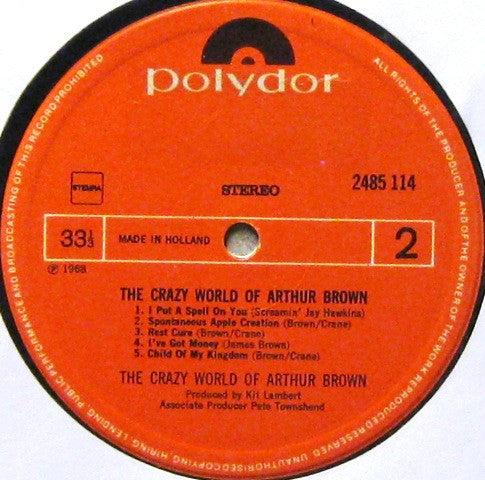 polydor
STEMRA
STEREO
2485 114
33⅓
MADE IN HOLLAND
2
℗ 1968
THE CRAZY WORLD OF ARTHUR BROWN
1. I Put A Spell On You (Screamin' Jay Hawkins)
2. Spontaneous Apple Creation (Brown/Crane)
3. Rest Cure (Brown/Crane)
4. I've Got Money (James Brown)
5. Child Of My Kingdom (Brown/Crane)
THE CRAZY WORLD OF ARTHUR BROWN
Produced by Kit Lambert
Associate Producer Pete Townshend
ALL RIGHTS OF THE PRODUCER AND OF THE OWNER OF THE WORK REPRODUCED RESERVED UNAUTHORISED COPYING, HIRING, LENDING, PUBLIC PERFORMANCE AND BROADCASTING OF THIS RECORD PROHIBITED